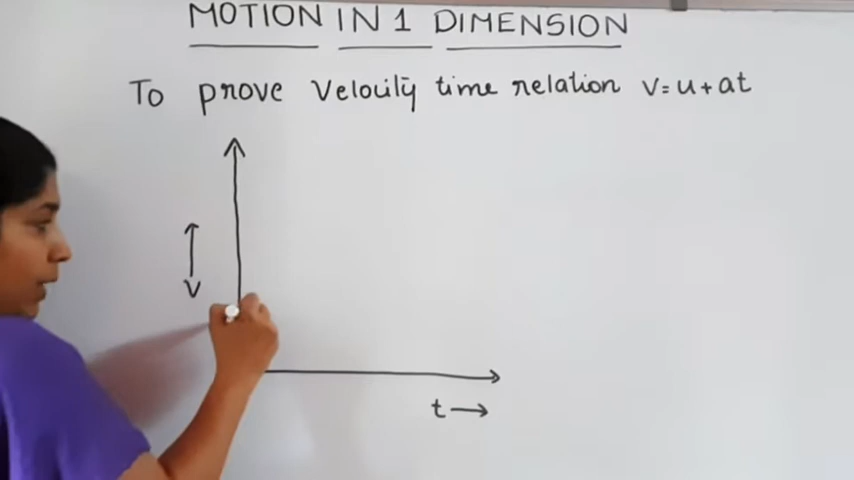 MOTION IN 1 DIMENSION
To prove Velocity time relation v = u + at
V
t